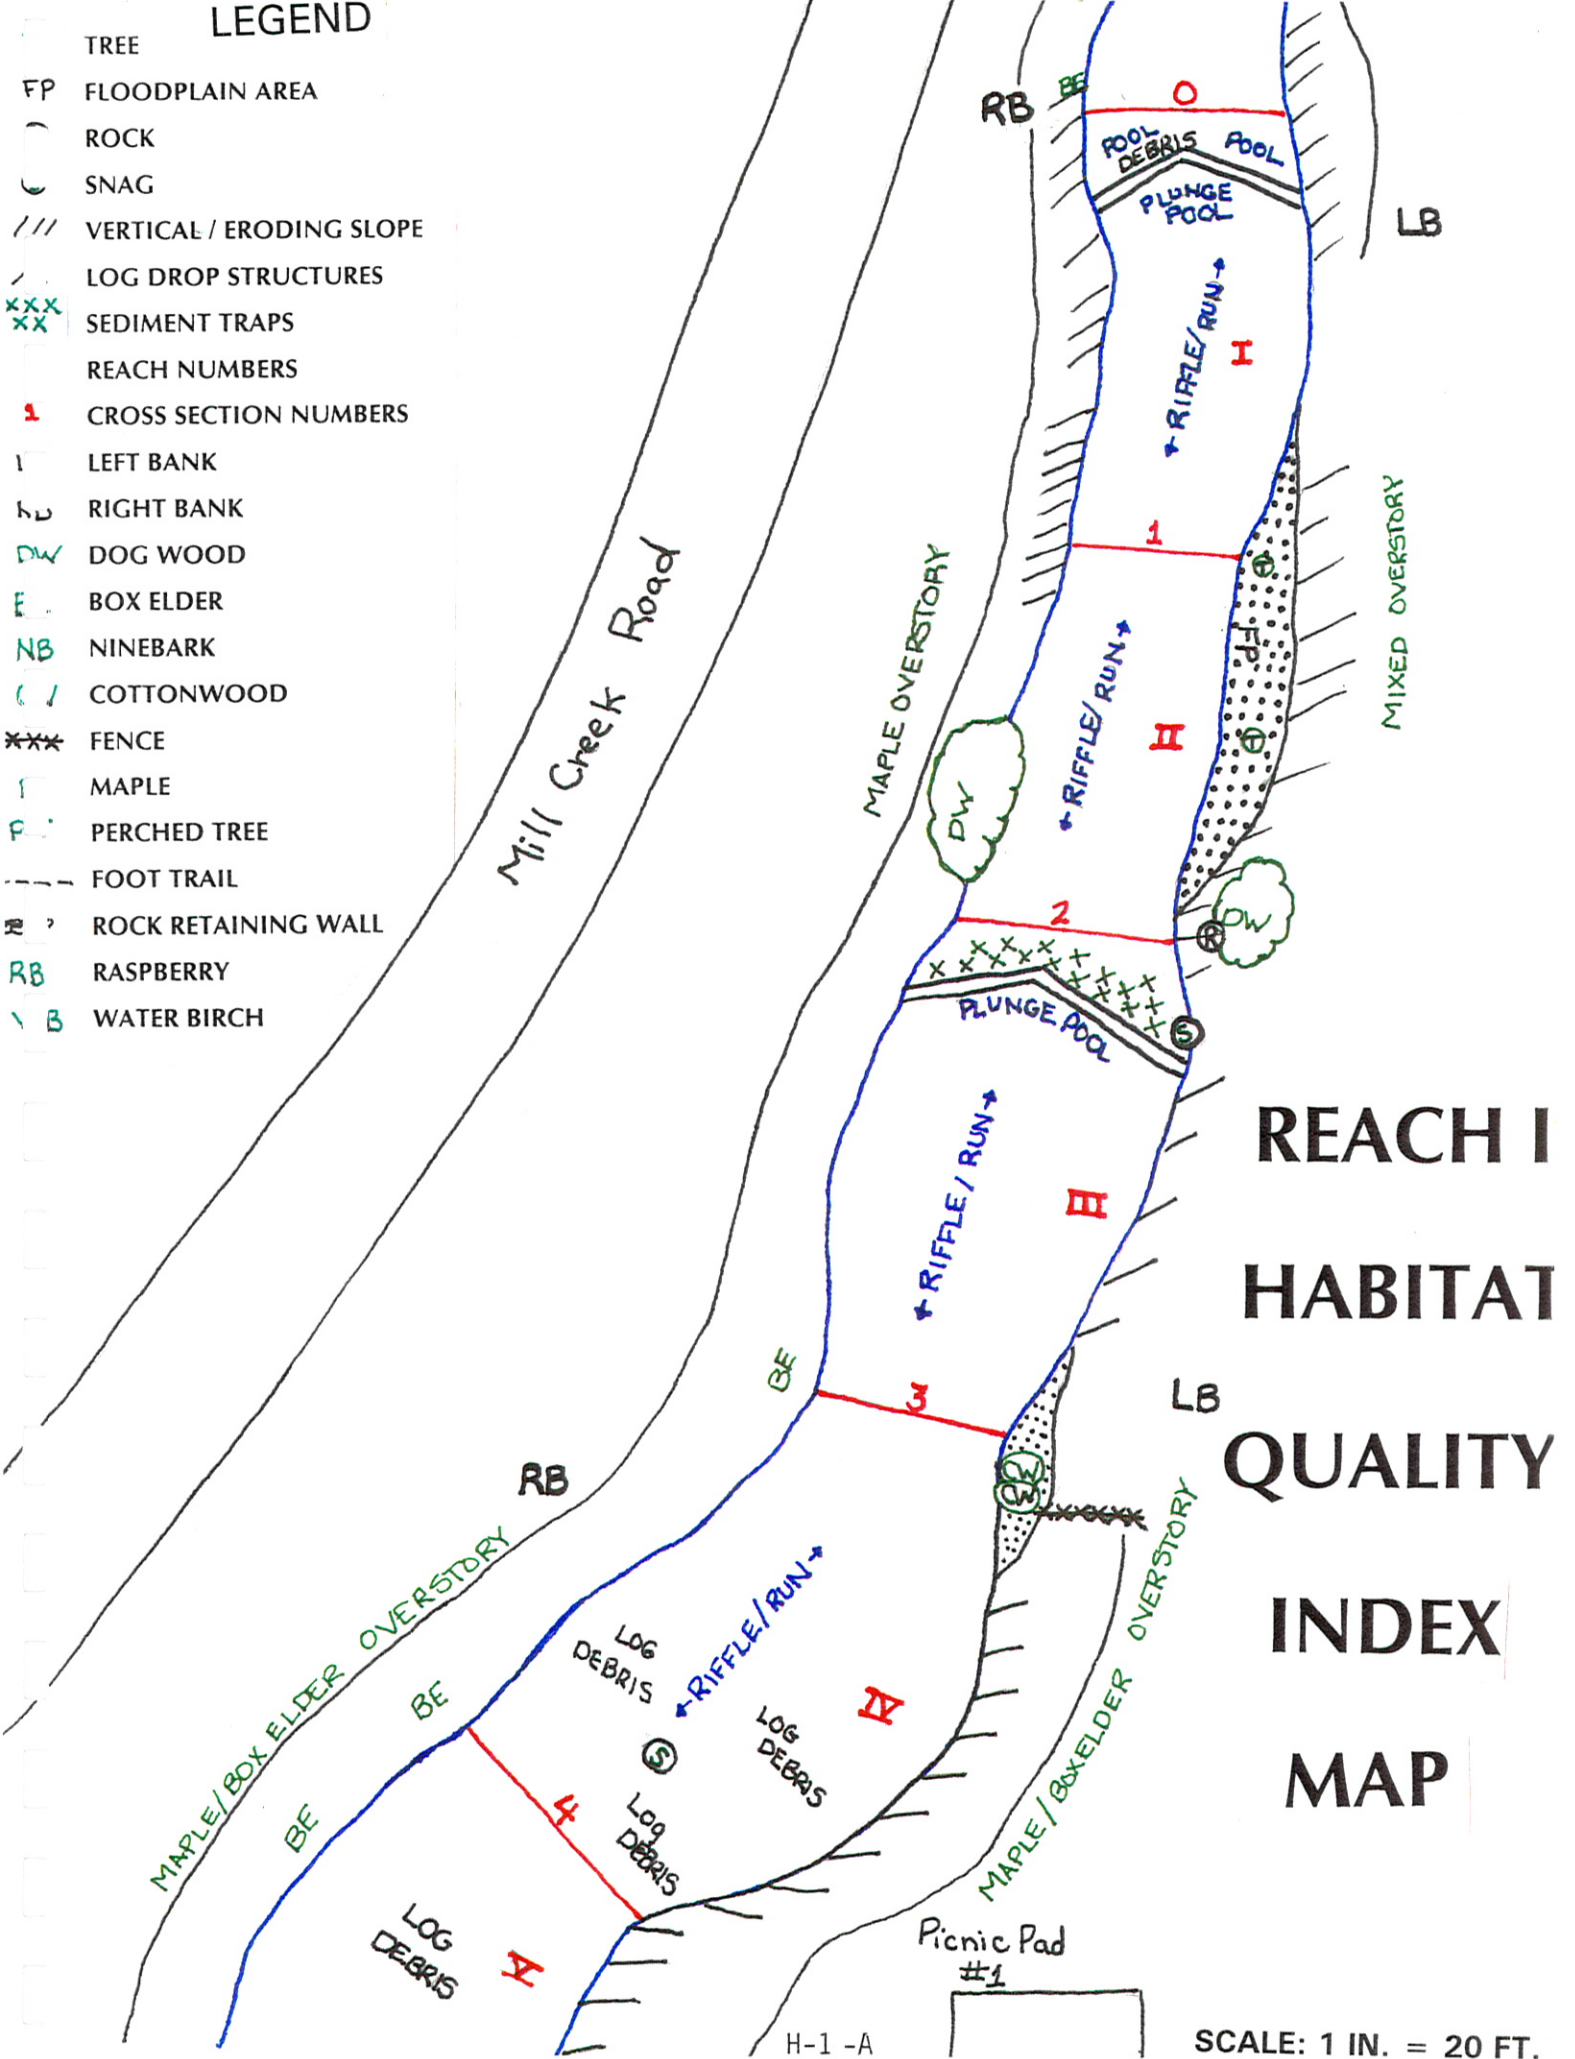 LEGEND
TREE
FP FLOODPLAIN AREA
ROCK
SNAG
/// VERTICAL / ERODING SLOPE
LOG DROP STRUCTURES
XXX
XX SEDIMENT TRAPS
REACH NUMBERS
1 CROSS SECTION NUMBERS
LEFT BANK
RIGHT BANK
DW DOG WOOD
E BOX ELDER
NB NINEBARK
COTTONWOOD
XXX FENCE
MAPLE
P PERCHED TREE
FOOT TRAIL
ROCK RETAINING WALL
RB RASPBERRY
B WATER BIRCH
Mill Creek Road
RB
BE
0
POOL
DEBRIS
POOL
PLUNGE
POOL
LB
RIFFLE/RUN
I
1
T
MIXED OVERSTORY
MAPLE OVERSTORY
FP
RIFFLE/RUN
II
T
DW
2
R
DW
PLUNGE POOL
S
RIFFLE/RUN
III
BE
3
LB
RB
MAPLE/BOX ELDER OVERSTORY
LOG
DEBRIS
RIFFLE/RUN
IV
BE
S
LOG
DEBRIS
MAPLE/BOXELDER OVERSTORY
4
BE
LOG
DEBRIS
LOG
DEBRIS
V
Picnic Pad
#1
REACH I
HABITAT
QUALITY
INDEX
MAP
H-1-A
SCALE: 1 IN. = 20 FT.